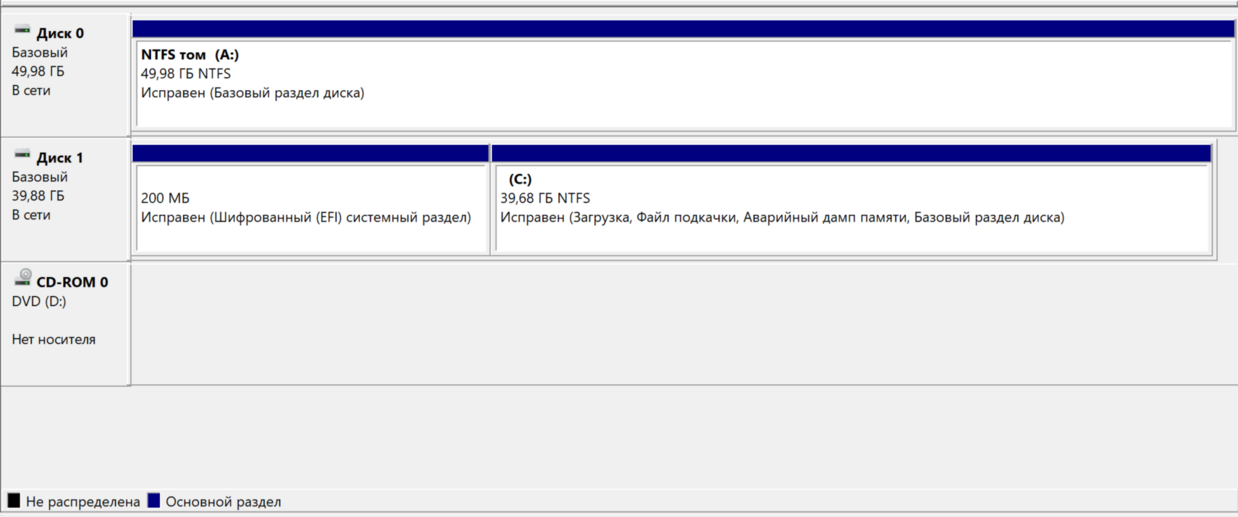 Диск 0
Базовый
49,98 ГБ
В сети
NTFS том (A:)
49,98 ГБ NTFS
Исправен (Базовый раздел диска)
Диск 1
Базовый
39,88 ГБ
В сети
200 МБ
Исправен (Шифрованный (EFI) системный раздел)
(C:)
39,68 ГБ NTFS
Исправен (Загрузка, Файл подкачки, Аварийный дамп памяти, Базовый раздел диска)
CD-ROM 0
DVD (D:)
Нет носителя
Не распределена Основной раздел